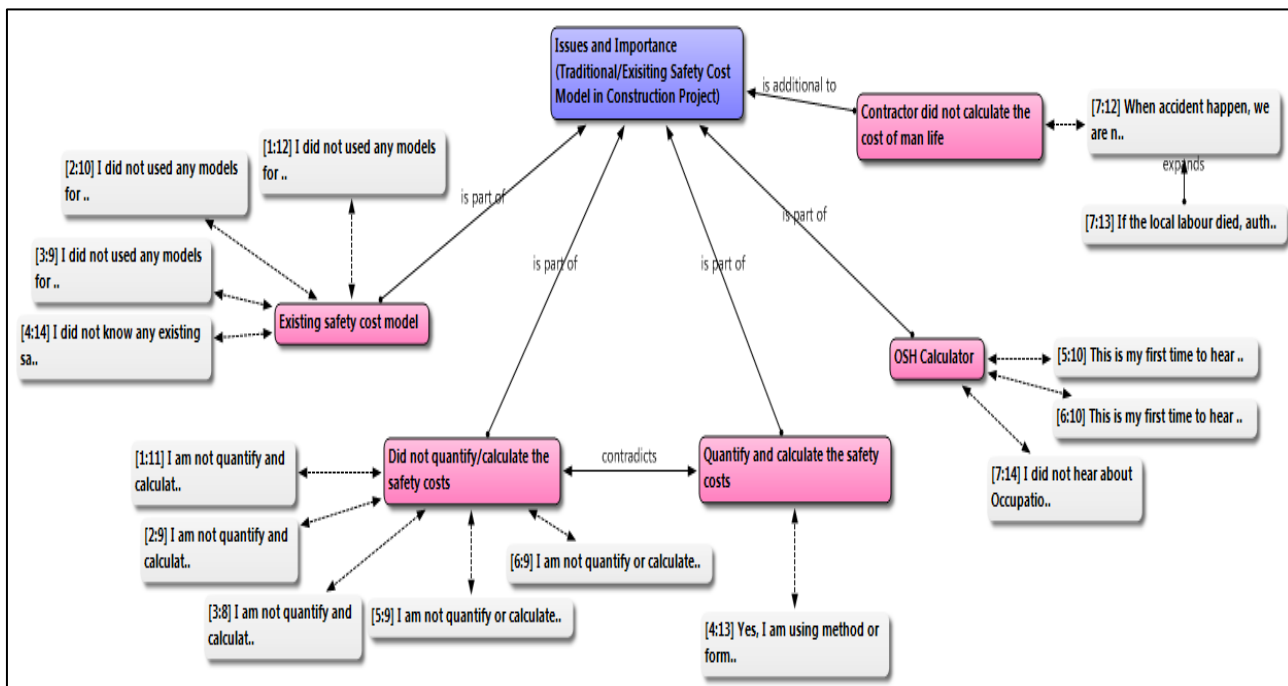 Issues and Importance
(Traditional/Exisiting Safety Cost
Model in Construction Project)
is additional to
Contractor did not calculate the
cost of man life
[7:12] When accident happen, we
are n..
expands
[7:13] If the local labour died, auth..
[1:12] I did not used any models
for ..
[2:10] I did not used any models
for ..
[3:9] I did not used any models
for ..
[4:14] I did not know any existing
sa..
Existing safety cost model
is part of
is part of
is part of
is part of
OSH Calculator
[5:10] This is my first time to hear ..
[6:10] This is my first time to hear ..
[7:14] I did not hear about
Occupatio..
Did not quantify/calculate the
safety costs
contradicts
Quantify and calculate the safety
costs
[1:11] I am not quantify and
calculat..
[2:9] I am not quantify and
calculat..
[3:8] I am not quantify and
calculat..
[5:9] I am not quantify or calculate..
[6:9] I am not quantify or calculate..
[4:13] Yes, I am using method or
form..